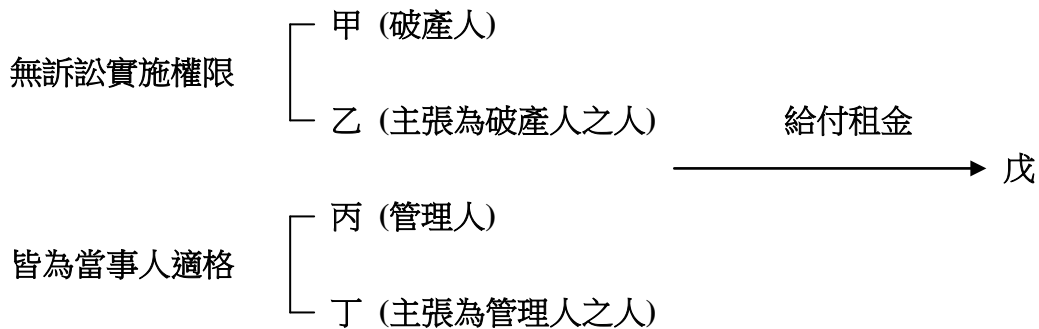 甲 (破產人)
無訴訟實施權限
乙 (主張為破產人之人)
給付租金
戊
丙 (管理人)
皆為當事人適格
丁 (主張為管理人之人)